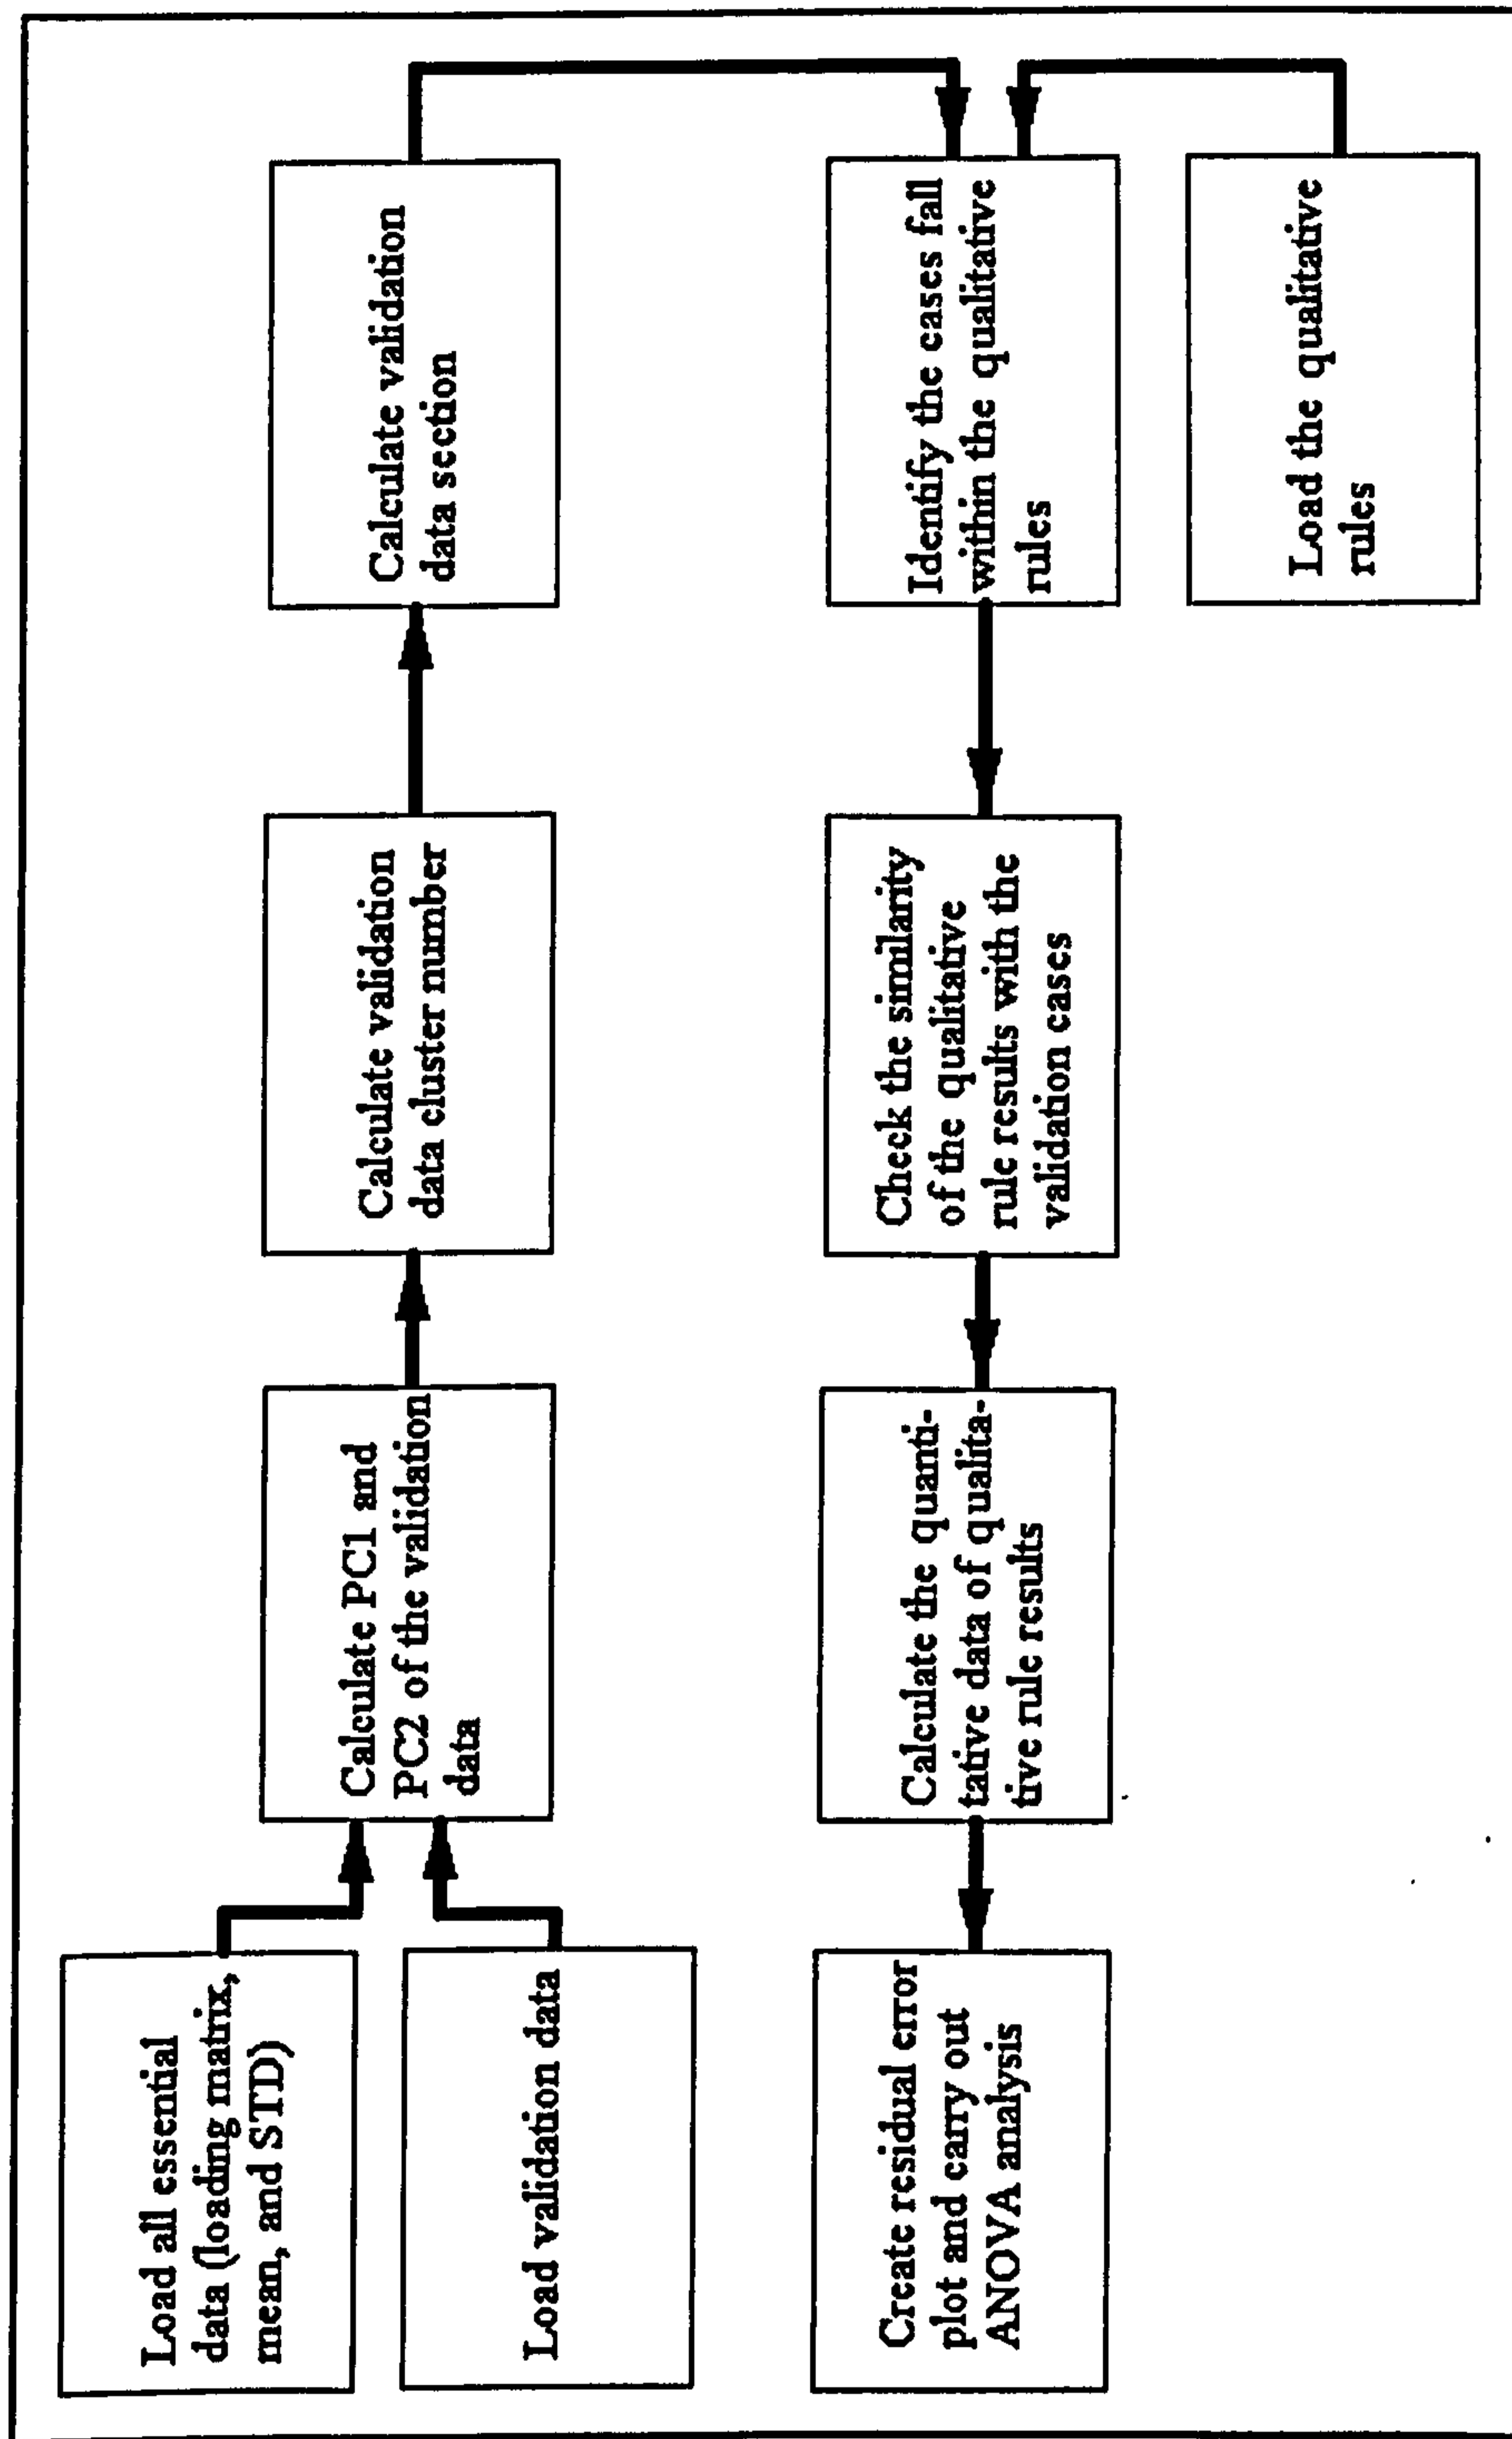 Load all essential
data (loading matrix,
mean, and STD)
Load validation data
Calculate PC1 and
PC2 of the validation
data
Calculate validation
data cluster number
Calculate validation
data section
Load the qualitative
rules
Identify the cases fall
within the qualitative
rules
Check the similarity
of the qualitative
rule results with the
validation cases
Calculate the quanti-
tative data of qualita-
tive rule results
Create residual error
plot and carry out
ANOVA analysis